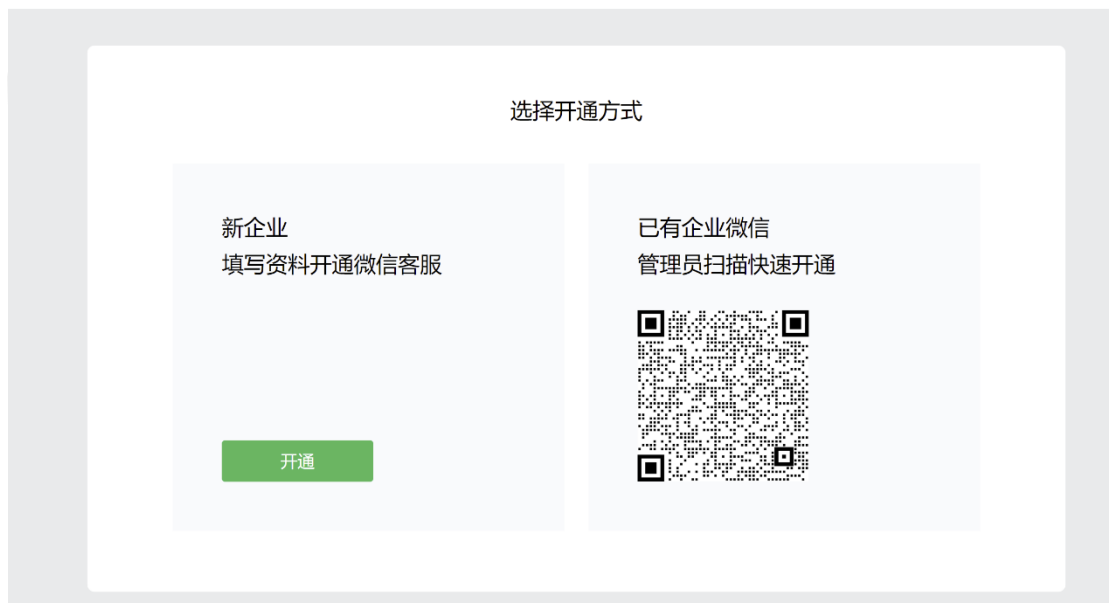 选择开通方式
新企业
填写资料开通微信客服
开通
已有企业微信
管理员扫描快速开通